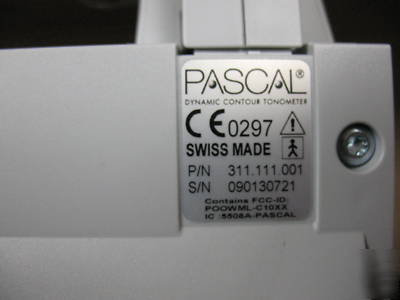 PASCAL®
DYNAMIC CONTOUR TONOMETER
CE 0297
SWISS MADE
P/N 311.111.001
S/N 090130721
Contains FCC-ID:
POOWML-C10XX
IC :5508A-PASCAL